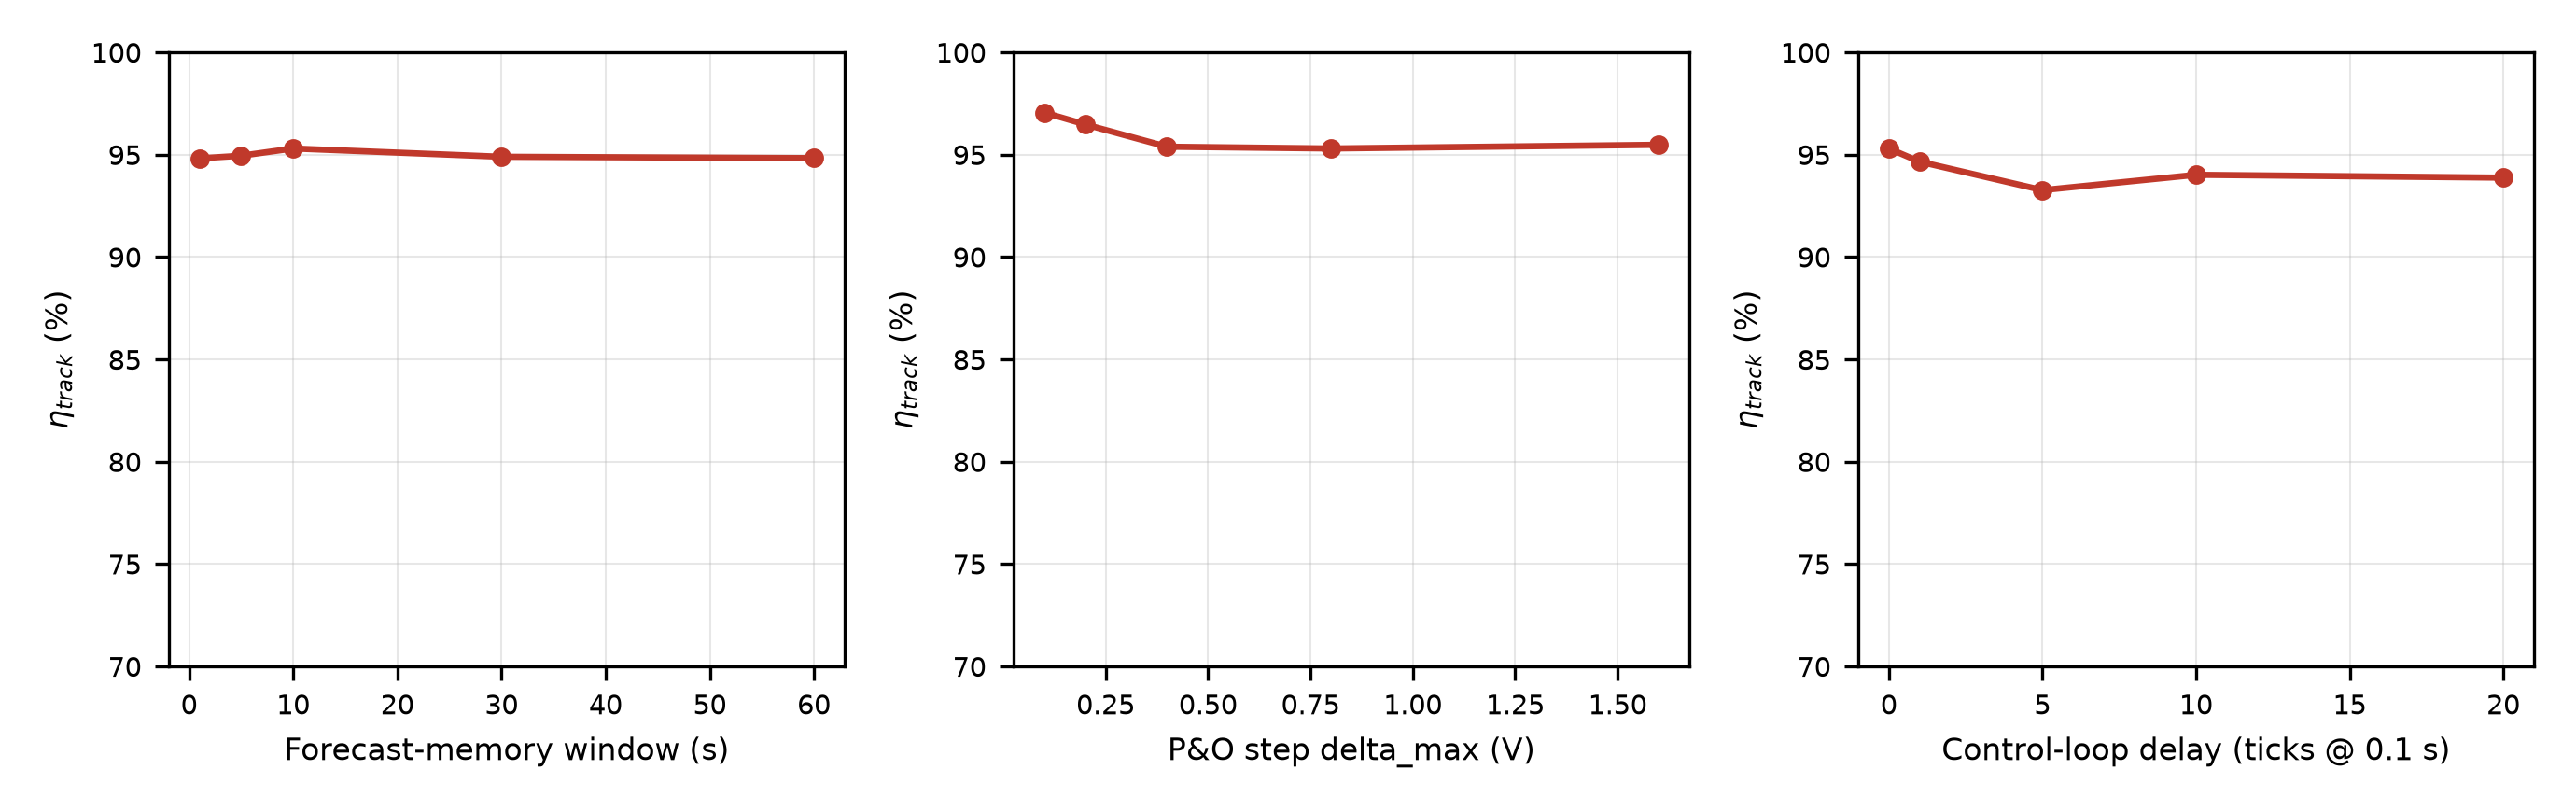 100
95
90
85
80
75
70
η_track (%)
0 10 20 30 40 50 60
Forecast-memory window (s)
100
95
90
85
80
75
70
η_track (%)
0.25 0.50 0.75 1.00 1.25 1.50
P&O step delta_max (V)
100
95
90
85
80
75
70
η_track (%)
0 5 10 15 20
Control-loop delay (ticks @ 0.1 s)